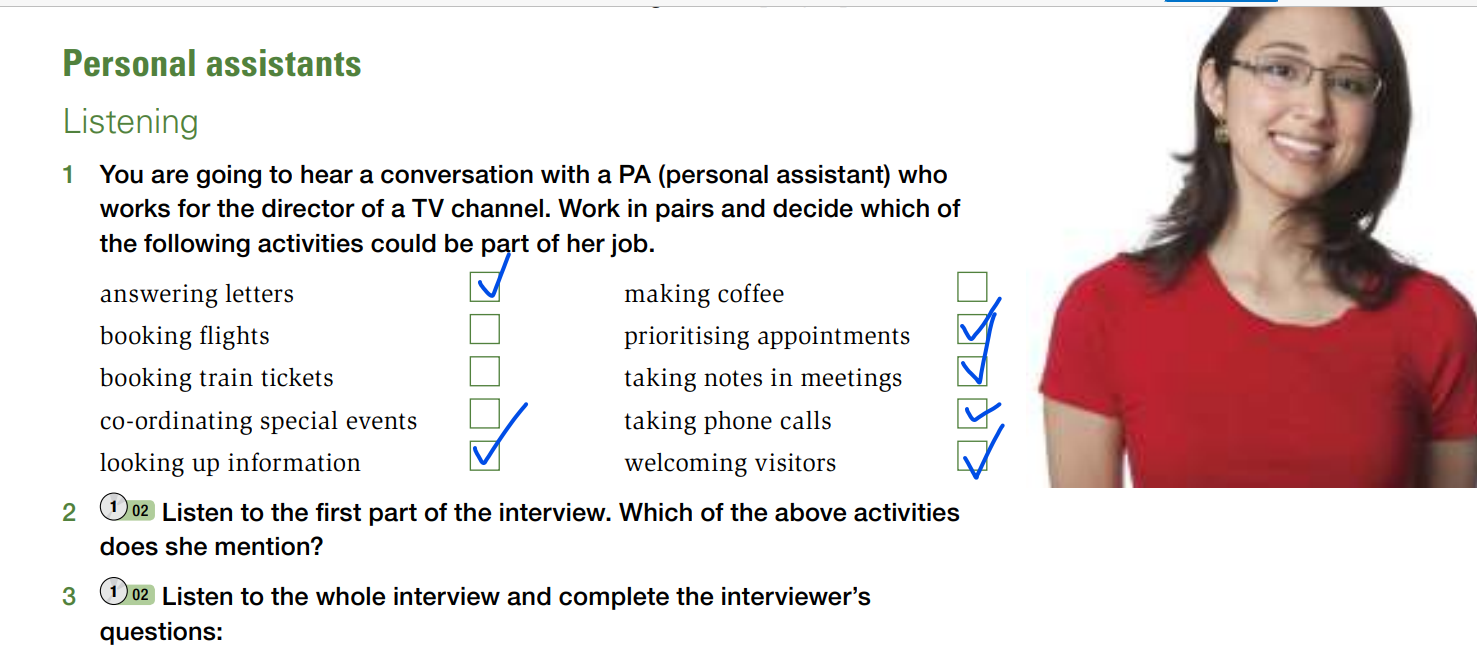 Personal assistants
Listening
1 You are going to hear a conversation with a PA (personal assistant) who
works for the director of a TV channel. Work in pairs and decide which of
the following activities could be part of her job.
answering letters
booking flights
booking train tickets
co-ordinating special events
looking up information
making coffee
prioritising appointments
taking notes in meetings
taking phone calls
welcoming visitors
2 1 02 Listen to the first part of the interview. Which of the above activities
does she mention?
3 1 02 Listen to the whole interview and complete the interviewer’s
questions: